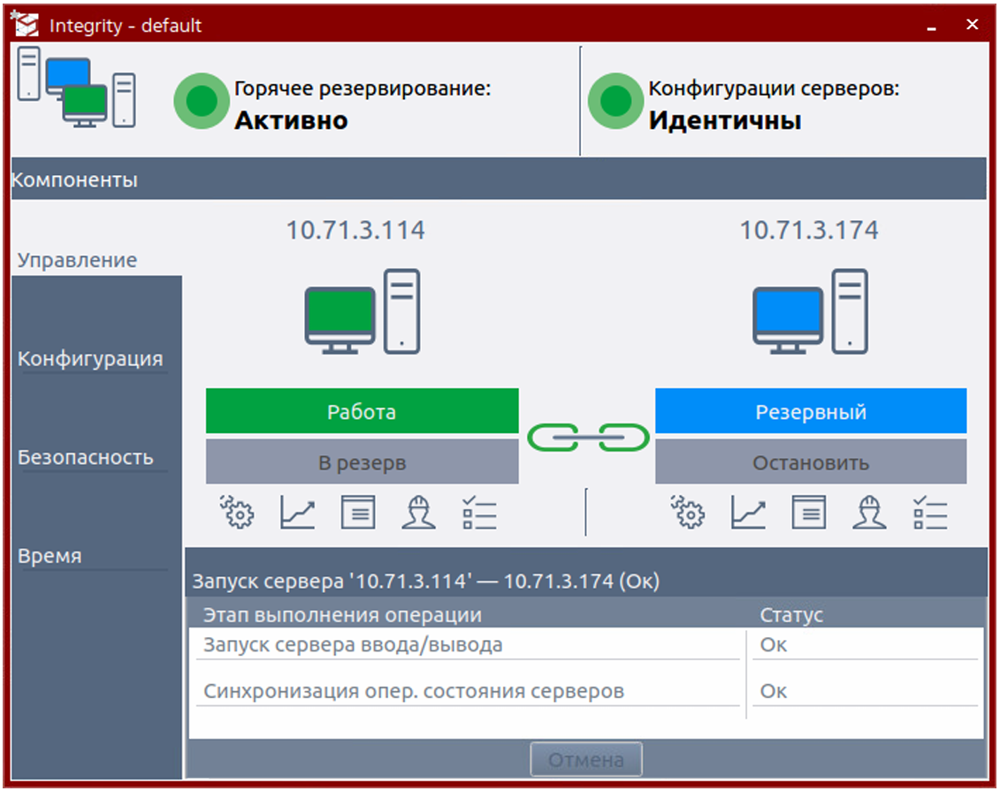 Integrity - default
Горячее резервирование:
Активно
Конфигурации серверов:
Идентичны
Компоненты
Управление
Конфигурация
Безопасность
Время
10.71.3.114
10.71.3.174
Работа
В резерв
Резервный
Остановить
Запуск сервера '10.71.3.114' — 10.71.3.174 (Ок)
Этап выполнения операции Статус
Запуск сервера ввода/вывода Ок
Синхронизация опер. состояния серверов Ок
Отмена